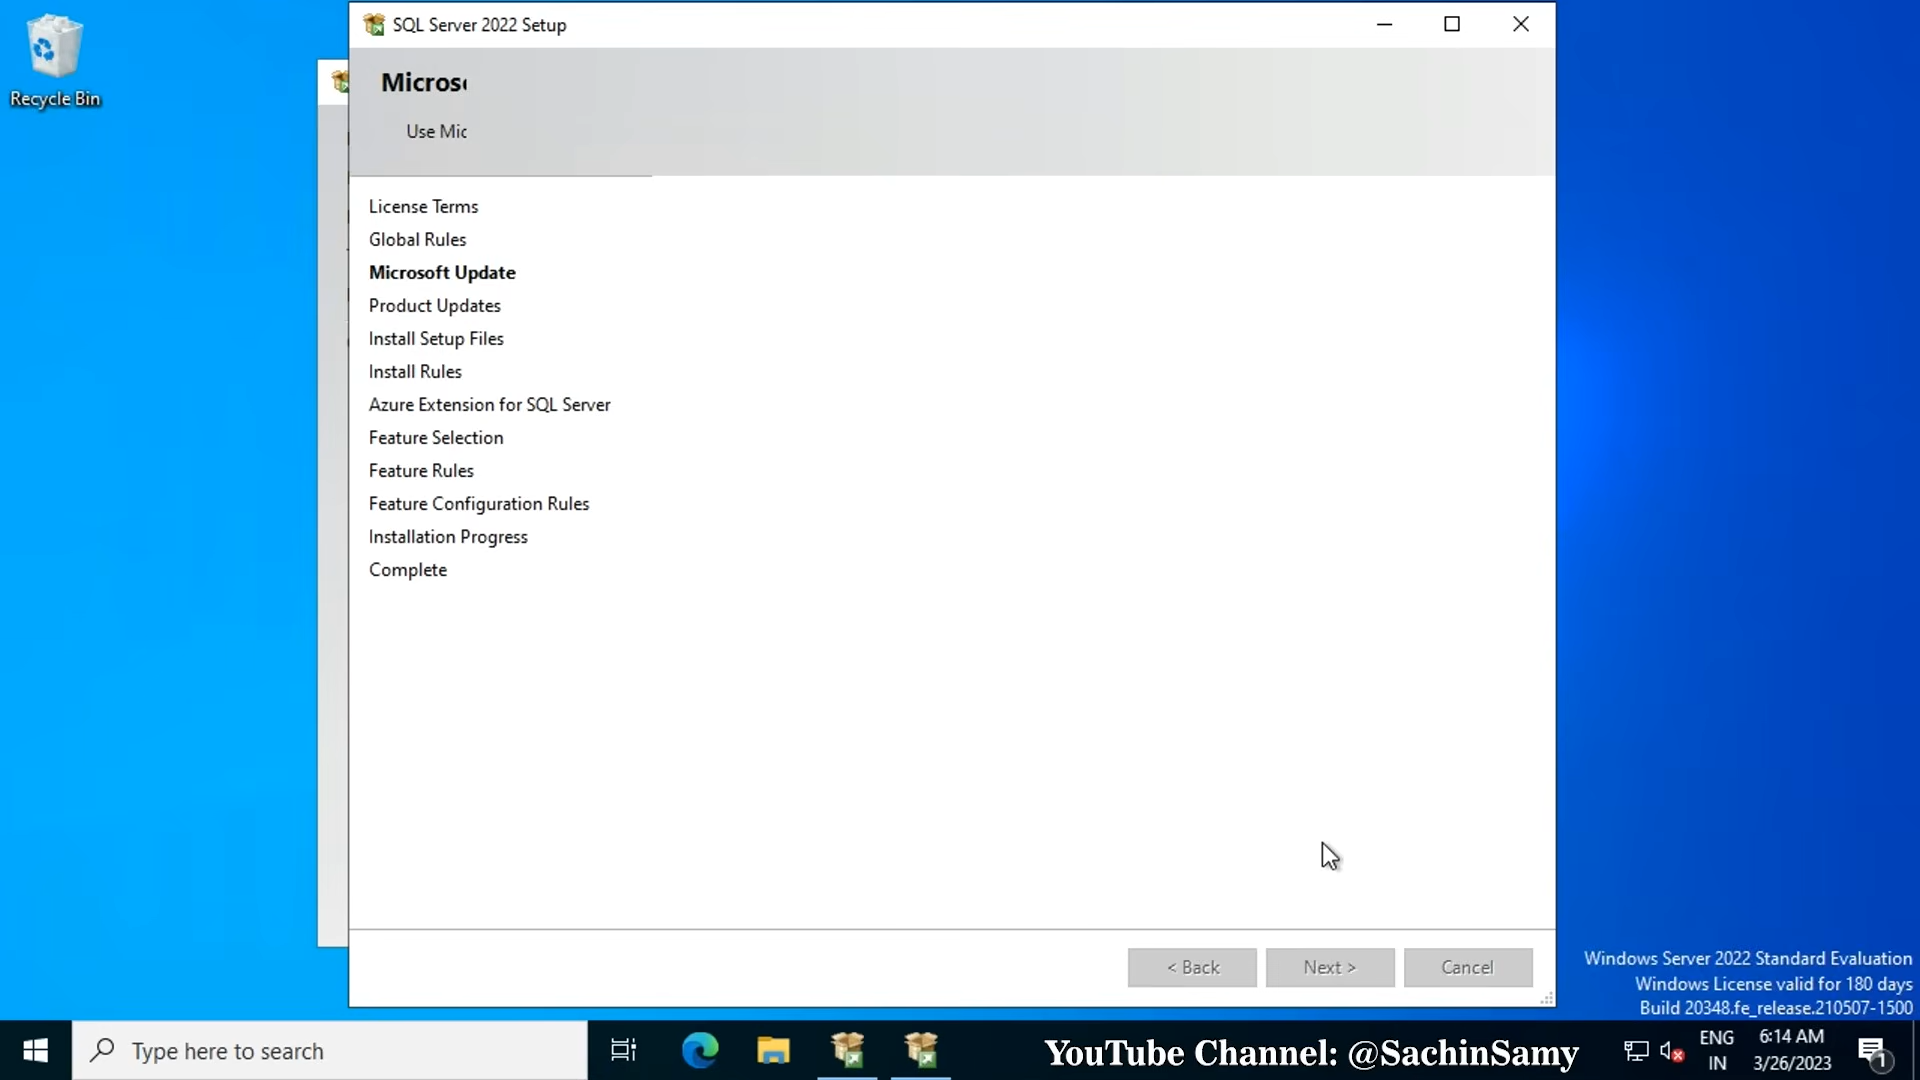 SQL Server 2022 Setup
Recycle Bin
Use Mic
License Terms
Global Rules
Microsoft Update
Product Updates
Install Setup Files
Install Rules
Azure Extension for SQL Server
Feature Selection
Feature Rules
Feature Configuration Rules
Installation Progress
Complete
< Back
Next >
Cancel
Windows Server 2022 Standard Evaluation
Windows License valid for 180 days
Build 20348.fe_release.210507-1500
Type here to search
YouTube Channel: @SachinSamy
ENG
IN
6:14 AM
3/26/2023
1